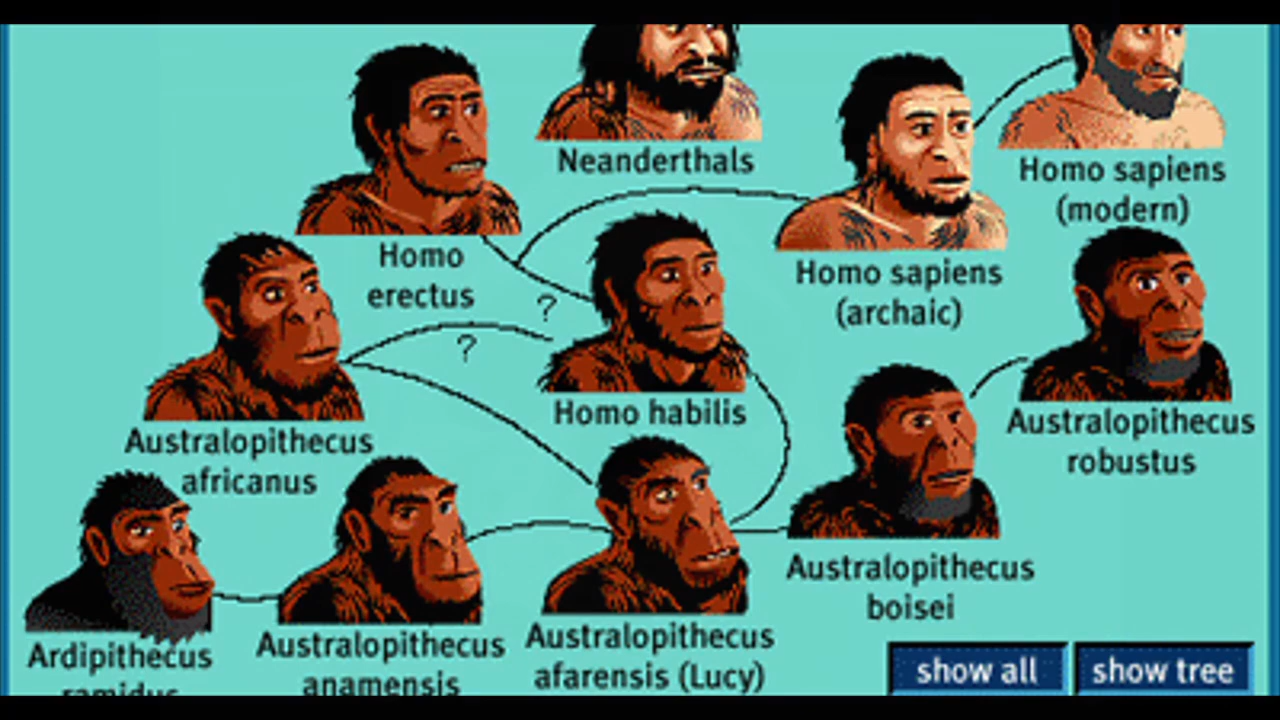 Neanderthals
Homo sapiens
(modern)
Homo
erectus
Homo sapiens
(archaic)
?
?
Homo habilis
Australopithecus
robustus
Australopithecus
africanus
Australopithecus
boisei
Ardipithecus
ramidus
Australopithecus
anamensis
Australopithecus
afarensis (Lucy)
show all
show tree